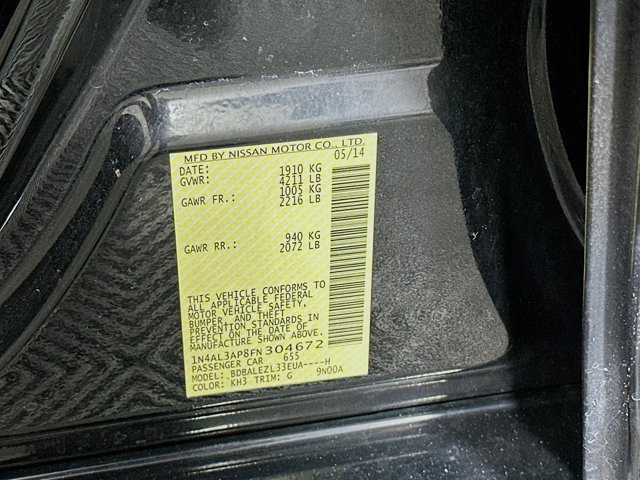 MFD BY NISSAN MOTOR CO., LTD.
DATE: 05/14
GVWR: 1910 KG
4211 LB
GAWR FR.: 1005 KG
2216 LB
GAWR RR.: 940 KG
2072 LB
THIS VEHICLE CONFORMS TO
ALL APPLICABLE FEDERAL
MOTOR VEHICLE SAFETY,
BUMPER, AND THEFT
PREVENTION STANDARDS IN
EFFECT ON THE DATE OF
MANUFACTURE SHOWN ABOVE.
1N4AL3AP8FN304672
PASSENGER CAR 655
MODEL: BDBALEZL33EUA----H
COLOR: KH3 TRIM: G 9N00A